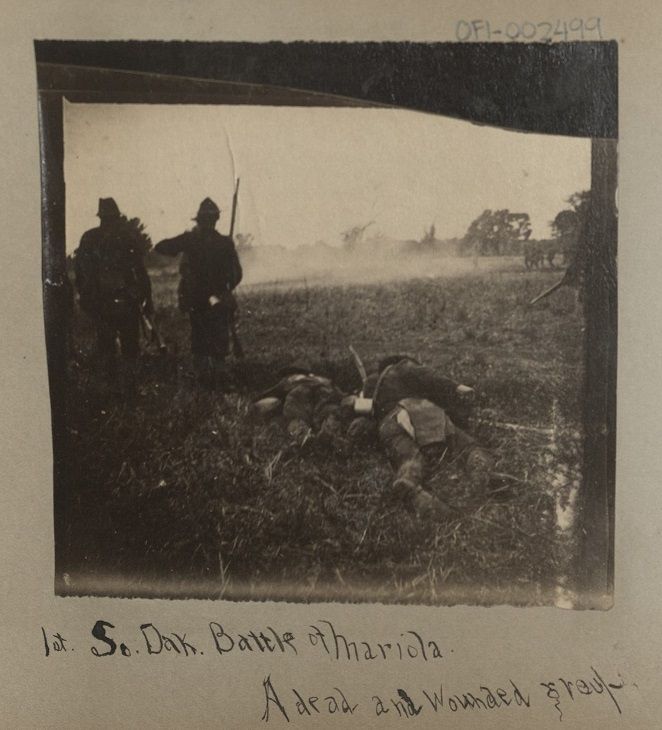 OFI-002499
1st. So. Dak. Battle of Mariola.
A dead and Wounded group.